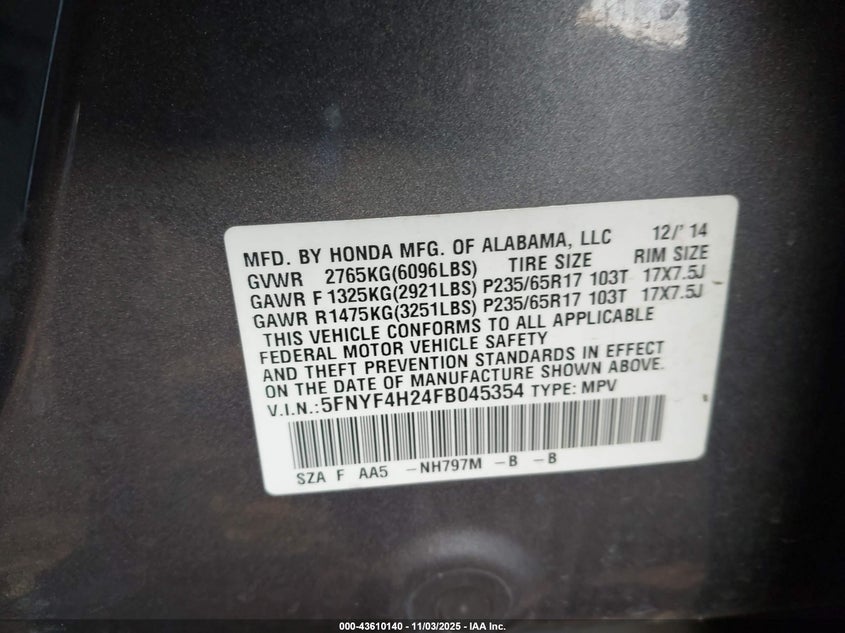 MFD. BY HONDA MFG. OF ALABAMA, LLC 12/' 14
GVWR 2765KG(6096LBS) TIRE SIZE RIM SIZE
GAWR F 1325KG(2921LBS) P235/65R17 103T 17X7.5J
GAWR R1475KG(3251LBS) P235/65R17 103T 17X7.5J
THIS VEHICLE CONFORMS TO ALL APPLICABLE
FEDERAL MOTOR VEHICLE SAFETY
AND THEFT PREVENTION STANDARDS IN EFFECT
ON THE DATE OF MANUFACTURE SHOWN ABOVE.
V.I.N.:5FNYF4H24FB045354 TYPE: MPV
SZA F AA5 -NH797M -B -B
000-43610140 - 11/03/2025 - IAA Inc.